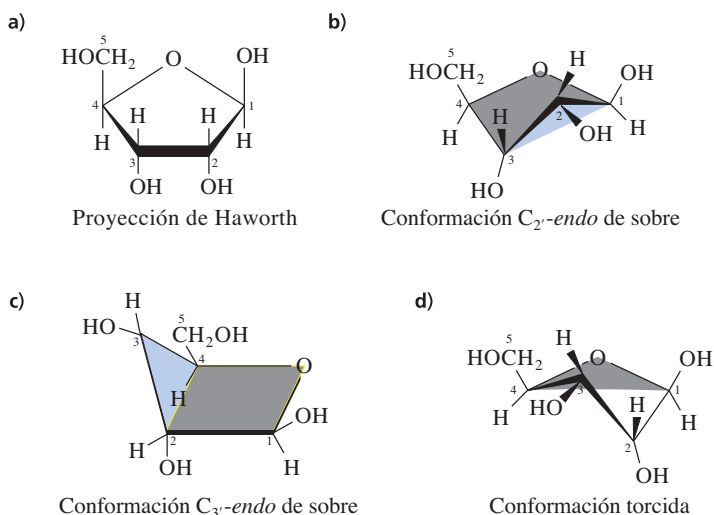 a)
5
HOCH₂ O OH
4 H H 1
H 3 2 H
OH OH
Proyección de Haworth
b)
5 H
HOCH₂ O OH
4 H 1
H 2 OH H
3
HO
Conformación C₂′-endo de sobre
c)
H
HO 5
3 CH₂OH
4 O
H OH
H 2 1
OH H
Conformación C₃′-endo de sobre
d)
5 H
HOCH₂ O OH
4 3 1
H HO H H
2
OH
Conformación torcida